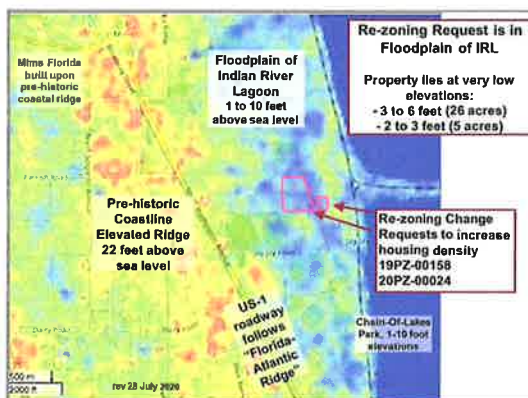 Re-zoning Request is in
Floodplain of IRL
Property lies at very low
elevations:
- 3 to 6 feet (26 acres)
- 2 to 3 feet (5 acres)
Mims Florida
built upon
pre-historic
coastal ridge
Floodplain of
Indian River
Lagoon
1 to 10 feet
above sea level
Pre-historic
Coastline
Elevated Ridge
22 feet above
sea level
Re-zoning Change
Requests to increase
housing density
19PZ-00158
20PZ-00024
US-1
roadway
follows
"Florida-
Atlantic
Ridge"
Chain-Of-Lakes
Park, 1-10 foot
elevations
500 m
2000 ft
rev 28 July 2020